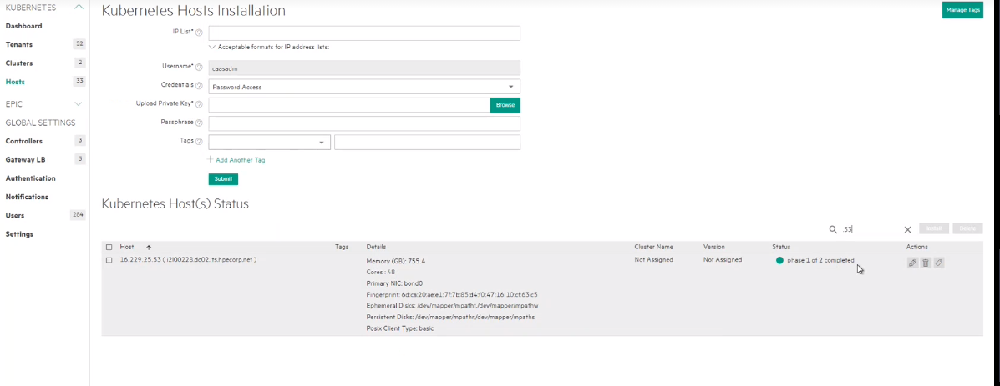 KUBERNETES
Dashboard
Tenants 52
Clusters 2
Hosts 33
EPIC
GLOBAL SETTINGS
Controllers 3
Gateway LB 3
Authentication
Notifications
Users 284
Settings
Kubernetes Hosts Installation
Manage Tags
IP List*
Acceptable formats for IP address lists:
Username* caasadm
Credentials Password Access
Upload Private Key* Browse
Passphrase
Tags
Add Another Tag
Submit
Kubernetes Host(s) Status
.53 Install Delete
Host Tags Details Cluster Name Version Status Actions
16.229.25.53 ( i2l00228.dc02.its.hpecorp.net ) Memory (GB): 755.4 Not Assigned Not Assigned phase 1 of 2 completed
Cores : 48
Primary NIC: bond0
Fingerprint: 6d:ca:20:ae:e1:7f:7b:85:d4:f0:47:16:10:cf:63:c5
Ephemeral Disks: /dev/mapper/mpatht,/dev/mapper/mpathw
Persistent Disks: /dev/mapper/mpathr,/dev/mapper/mpaths
Posix Client Type: basic